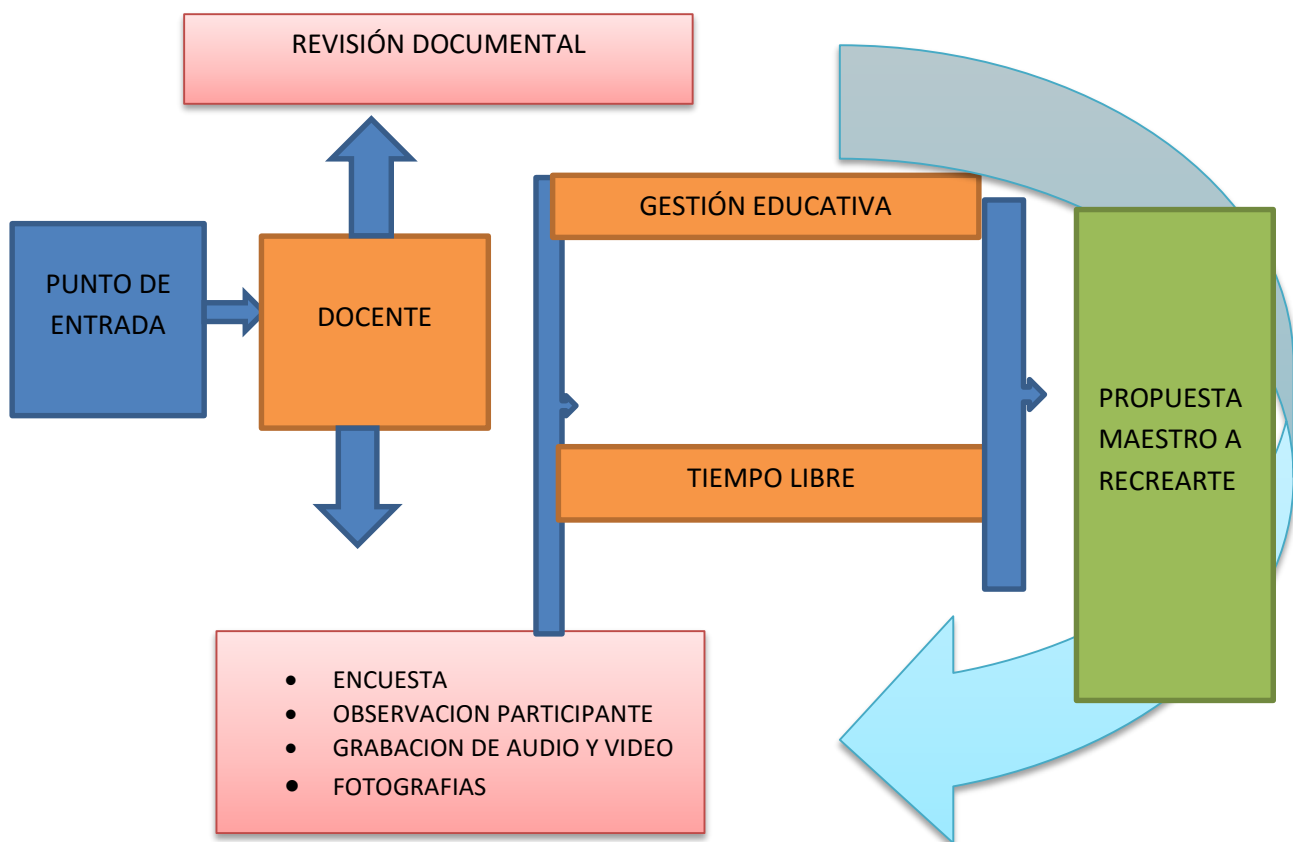 REVISIÓN DOCUMENTAL
PUNTO DE
ENTRADA
DOCENTE
GESTIÓN EDUCATIVA
TIEMPO LIBRE
PROPUESTA
MAESTRO A
RECREARTE
• ENCUESTA
• OBSERVACION PARTICIPANTE
• GRABACION DE AUDIO Y VIDEO
• FOTOGRAFIAS